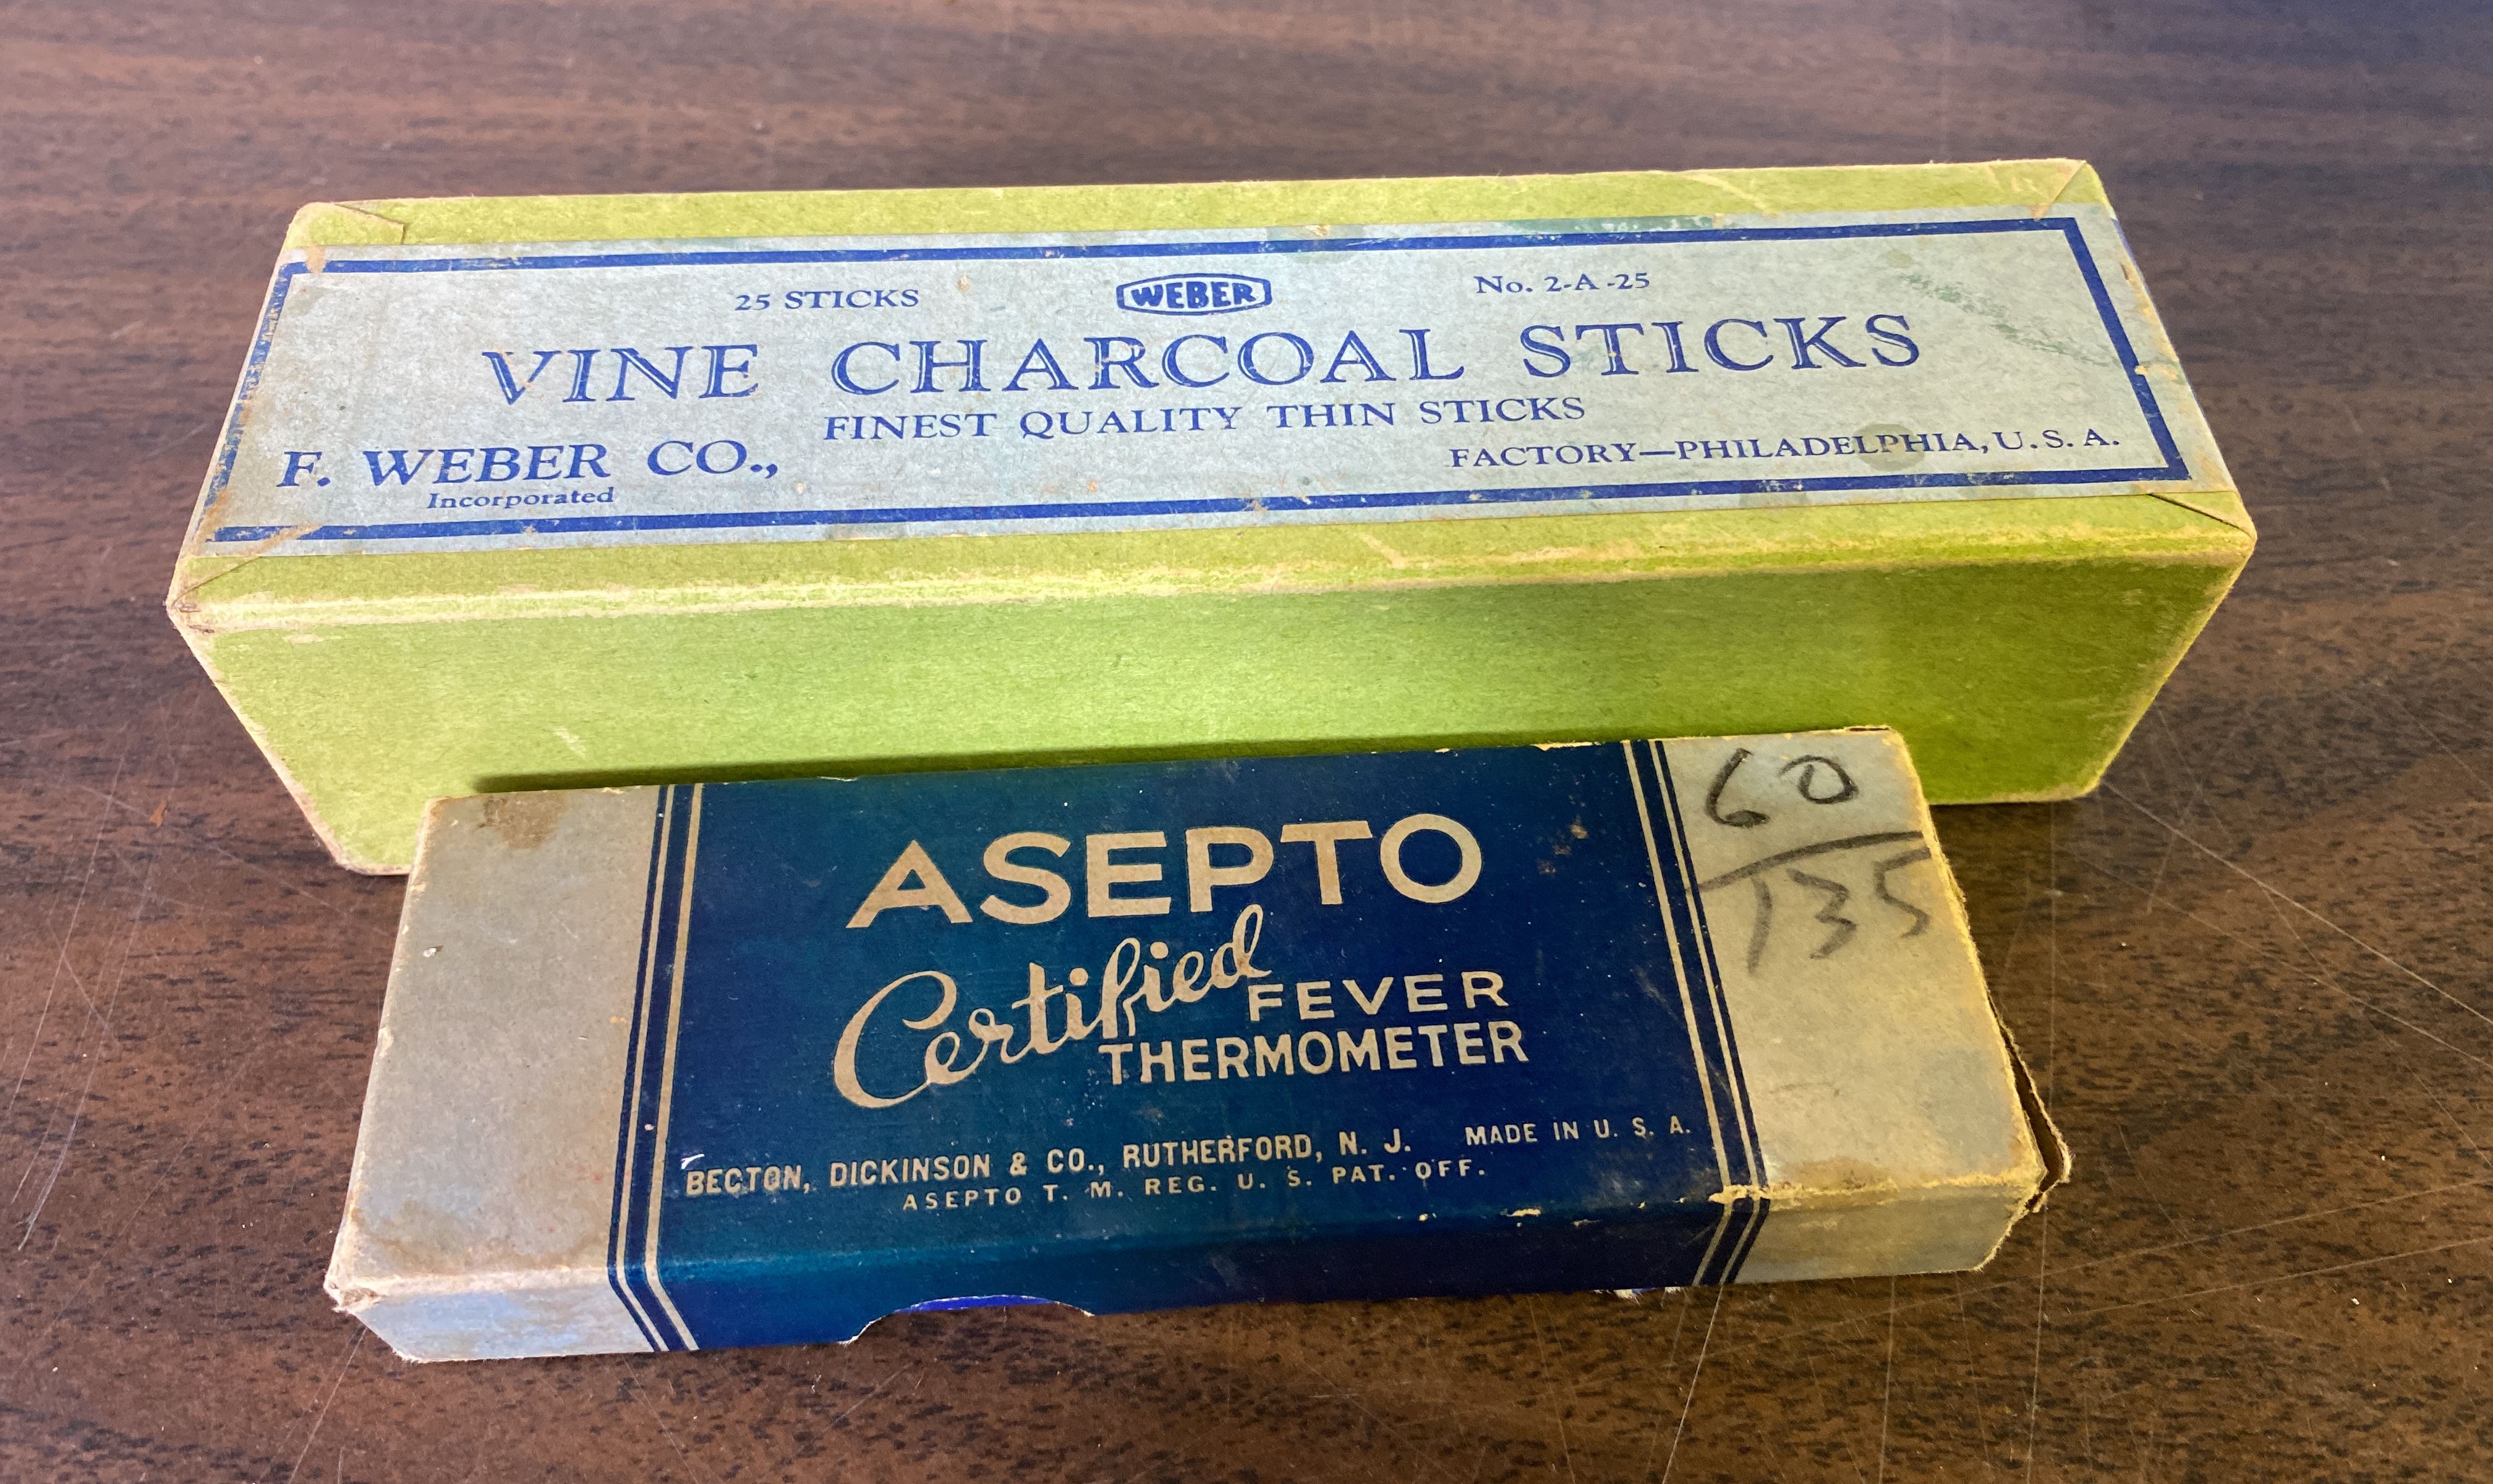 25 STICKS WEBER No. 2-A-25
VINE CHARCOAL STICKS
FINEST QUALITY THIN STICKS
F. WEBER CO.,
Incorporated
FACTORY—PHILADELPHIA, U.S.A.
60
135
ASEPTO
Certified FEVER
THERMOMETER
BECTON, DICKINSON & CO., RUTHERFORD, N. J. MADE IN U. S. A.
ASEPTO T. M. REG. U. S. PAT. OFF.